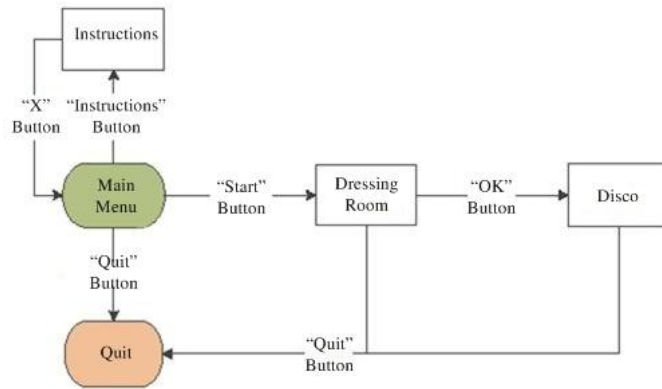 Instructions
“X”
Button
“Instructions”
Button
Main
Menu
“Start”
Button
Dressing
Room
“OK”
Button
Disco
“Quit”
Button
Quit
“Quit”
Button